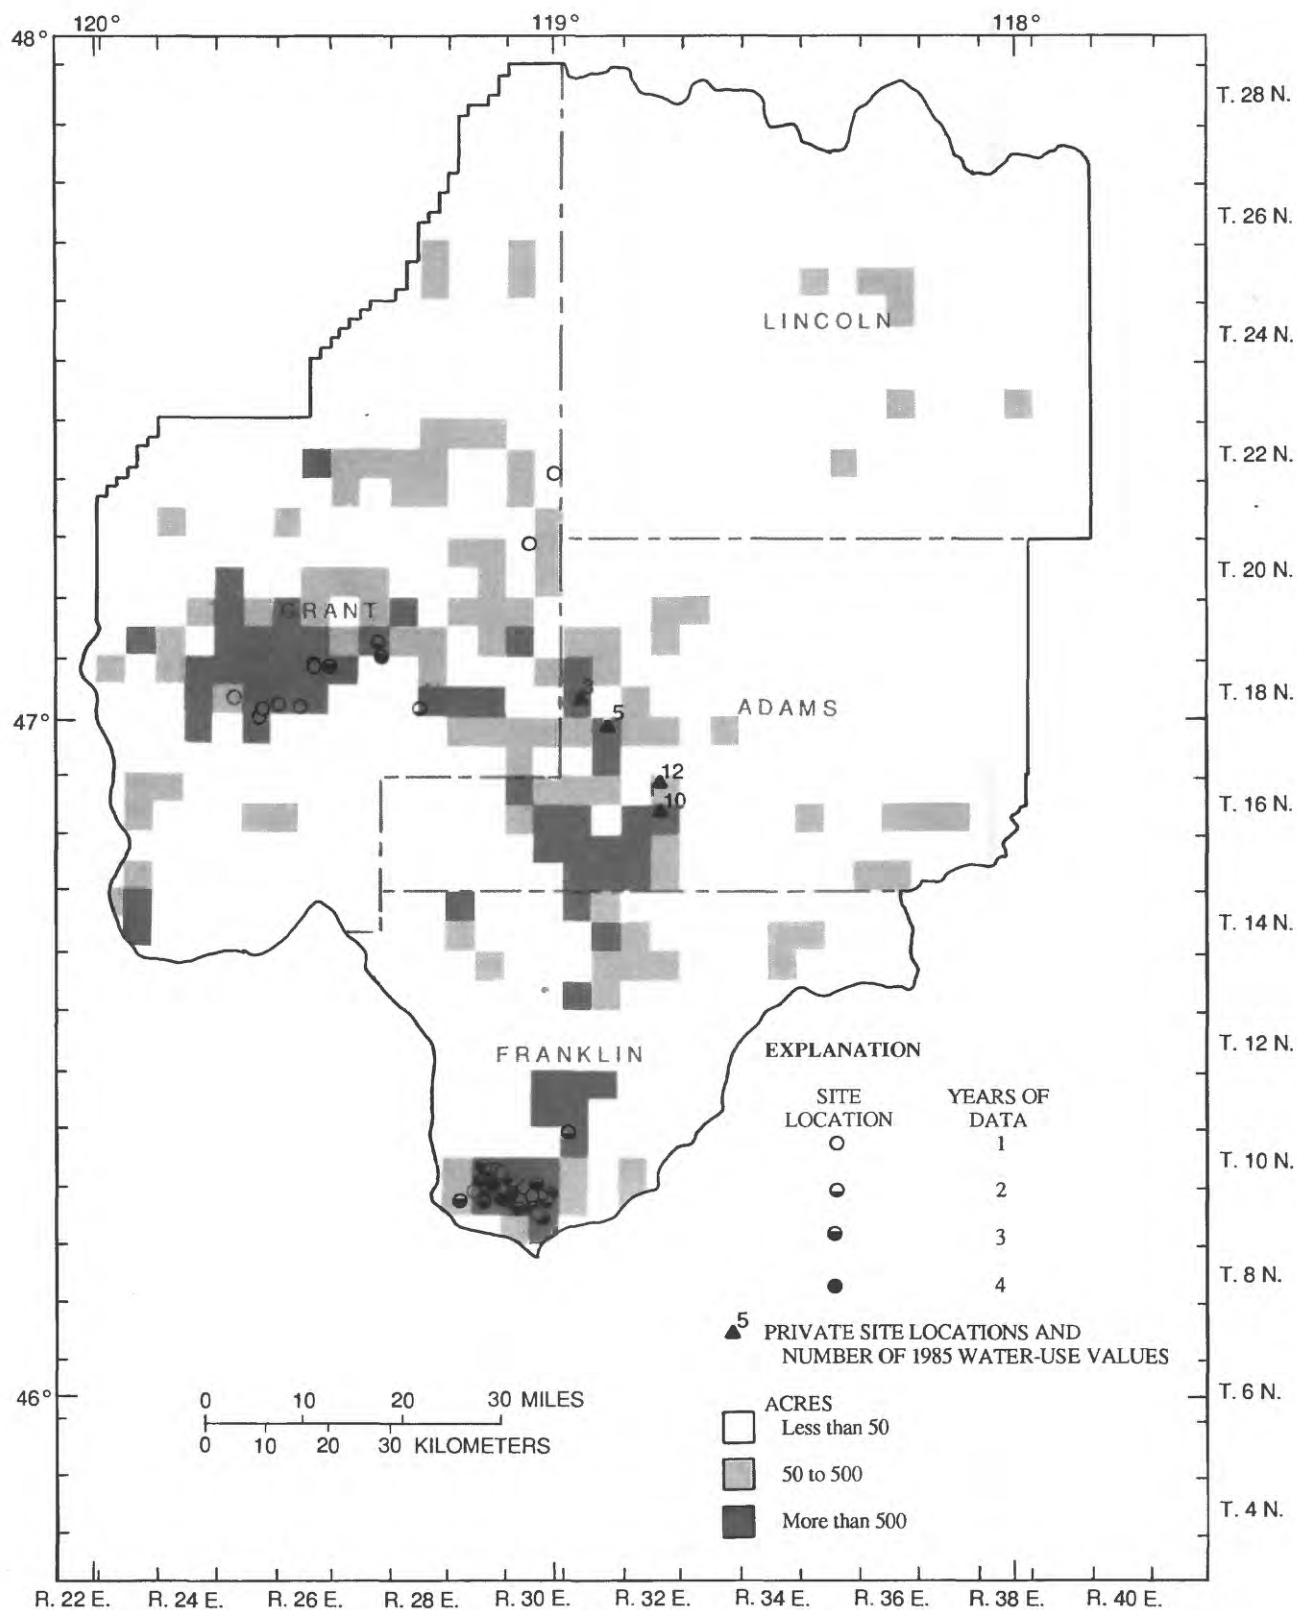 120°
119°
118°
48°
T. 28 N.
T. 26 N.
LINCOLN
T. 24 N.
T. 22 N.
T. 20 N.
GRANT
3
T. 18 N.
47°
5
ADAMS
12
10
T. 16 N.
T. 14 N.
FRANKLIN
EXPLANATION
T. 12 N.
SITE LOCATION
YEARS OF DATA
1
T. 10 N.
2
3
T. 8 N.
4
5
PRIVATE SITE LOCATIONS AND
NUMBER OF 1985 WATER-USE VALUES
46°
T. 6 N.
0 10 20 30 MILES
0 10 20 30 KILOMETERS
ACRES
Less than 50
50 to 500
T. 4 N.
More than 500
R. 22 E. R. 24 E. R. 26 E. R. 28 E. R. 30 E. R. 32 E. R. 34 E. R. 36 E. R. 38 E. R. 40 E.